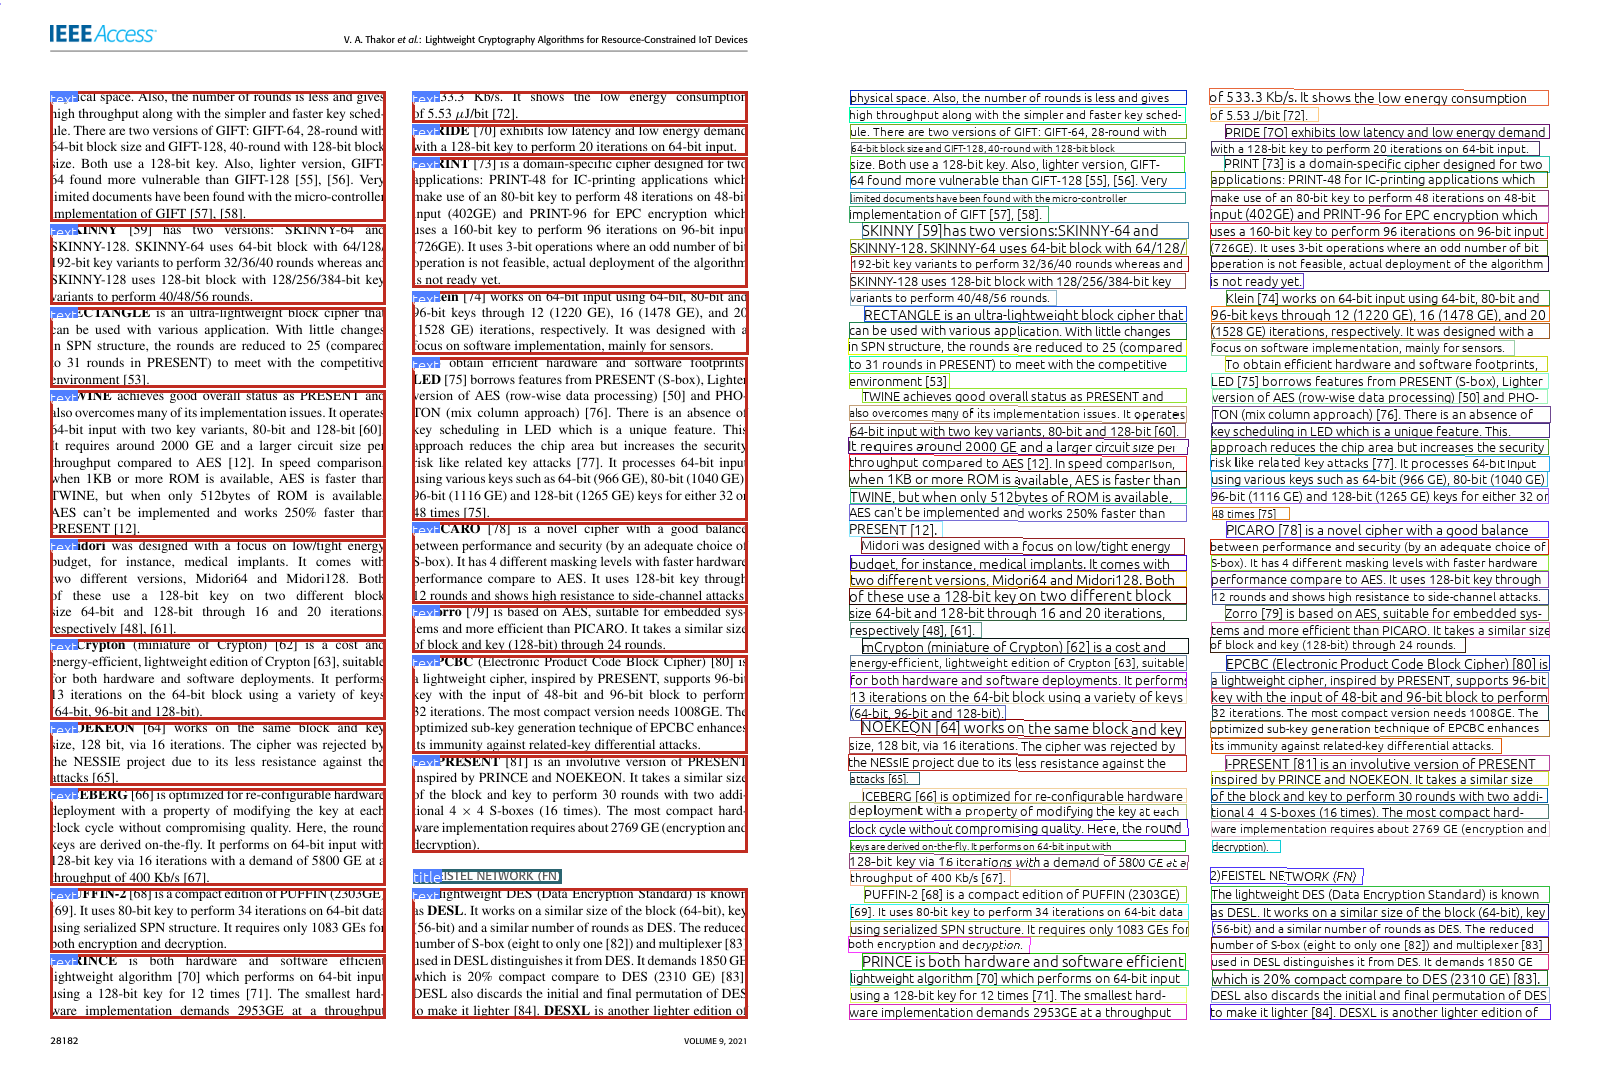 IEEE Access
V. A. Thakor et al.: Lightweight Cryptography Algorithms for Resource-Constrained IoT Devices
text cal space. Also, the number of rounds is less and gives
high throughput along with the simpler and faster key sched-
ule. There are two versions of GIFT: GIFT-64, 28-round with
64-bit block size and GIFT-128, 40-round with 128-bit block
size. Both use a 128-bit key. Also, lighter version, GIFT-
64 found more vulnerable than GIFT-128 [55], [56]. Very
limited documents have been found with the micro-controller
implementation of GIFT [57], [58].
text INNY [59] has two versions: SKINNY-64 and
SKINNY-128. SKINNY-64 uses 64-bit block with 64/128/
192-bit key variants to perform 32/36/40 rounds whereas and
SKINNY-128 uses 128-bit block with 128/256/384-bit key
variants to perform 40/48/56 rounds.
text CTANGLE is an ultra-lightweight block cipher that
can be used with various application. With little changes
in SPN structure, the rounds are reduced to 25 (compared
to 31 rounds in PRESENT) to meet with the competitive
environment [53].
text VINE achieves good overall status as PRESENT and
also overcomes many of its implementation issues. It operates
64-bit input with two key variants, 80-bit and 128-bit [60].
It requires around 2000 GE and a larger circuit size per
throughput compared to AES [12]. In speed comparison,
when 1KB or more ROM is available, AES is faster than
TWINE, but when only 512bytes of ROM is available,
AES can't be implemented and works 250% faster than
PRESENT [12].
text idori was designed with a focus on low/tight energy
budget, for instance, medical implants. It comes with
two different versions, Midori64 and Midori128. Both
of these use a 128-bit key on two different block
size 64-bit and 128-bit through 16 and 20 iterations,
respectively [48], [61].
text Crypton (miniature of Crypton) [62] is a cost and
energy-efficient, lightweight edition of Crypton [63], suitable
for both hardware and software deployments. It performs
13 iterations on the 64-bit block using a variety of keys
(64-bit, 96-bit and 128-bit).
text EKEON [64] works on the same block and key
size, 128 bit, via 16 iterations. The cipher was rejected by
the NESSIE project due to its less resistance against the
attacks [65].
text EBERG [66] is optimized for re-configurable hardware
deployment with a property of modifying the key at each
clock cycle without compromising quality. Here, the round
keys are derived on-the-fly. It performs on 64-bit input with
128-bit key via 16 iterations with a demand of 5800 GE at a
throughput of 400 Kb/s [67].
text FFIN-2 [68] is a compact edition of PUFFIN (2303GE)
[69]. It uses 80-bit key to perform 34 iterations on 64-bit data
using serialized SPN structure. It requires only 1083 GEs for
both encryption and decryption.
text RINCE is both hardware and software efficient
lightweight algorithm [70] which performs on 64-bit input
using a 128-bit key for 12 times [71]. The smallest hard-
ware implementation demands 2953GE at a throughput
text 33.3 Kb/s. It shows the low energy consumption
of 5.53 μJ/bit [72].
text RIDE [70] exhibits low latency and low energy demand
with a 128-bit key to perform 20 iterations on 64-bit input.
text RINT [73] is a domain-specific cipher designed for two
applications: PRINT-48 for IC-printing applications which
make use of an 80-bit key to perform 48 iterations on 48-bit
input (402GE) and PRINT-96 for EPC encryption which
uses a 160-bit key to perform 96 iterations on 96-bit input
(726GE). It uses 3-bit operations where an odd number of bit
operation is not feasible, actual deployment of the algorithm
is not ready yet.
text ein [74] works on 64-bit input using 64-bit, 80-bit and
96-bit keys through 12 (1220 GE), 16 (1478 GE), and 20
(1528 GE) iterations, respectively. It was designed with a
focus on software implementation, mainly for sensors.
text obtain efficient hardware and software footprints,
LED [75] borrows features from PRESENT (S-box), Lighter
version of AES (row-wise data processing) [50] and PHO-
TON (mix column approach) [76]. There is an absence of
key scheduling in LED which is a unique feature. This
approach reduces the chip area but increases the security
risk like related key attacks [77]. It processes 64-bit input
using various keys such as 64-bit (966 GE), 80-bit (1040 GE)
96-bit (1116 GE) and 128-bit (1265 GE) keys for either 32 or
48 times [75].
text CARO [78] is a novel cipher with a good balance
between performance and security (by an adequate choice of
S-box). It has 4 different masking levels with faster hardware
performance compare to AES. It uses 128-bit key through
12 rounds and shows high resistance to side-channel attacks.
text orro [79] is based on AES, suitable for embedded sys-
tems and more efficient than PICARO. It takes a similar size
of block and key (128-bit) through 24 rounds.
text PCBC (Electronic Product Code Block Cipher) [80] is
a lightweight cipher, inspired by PRESENT, supports 96-bit
key with the input of 48-bit and 96-bit block to perform
32 iterations. The most compact version needs 1008GE. The
optimized sub-key generation technique of EPCBC enhances
its immunity against related-key differential attacks.
text PRESENT [81] is an involutive version of PRESENT
inspired by PRINCE and NOEKEON. It takes a similar size
of the block and key to perform 30 rounds with two addi-
tional 4 × 4 S-boxes (16 times). The most compact hard-
ware implementation requires about 2769 GE (encryption and
decryption).
title ISTEL NETWORK (FN)
text ightweight DES (Data Encryption Standard) is known
as DESL. It works on a similar size of the block (64-bit), key
(56-bit) and a similar number of rounds as DES. The reduced
number of S-box (eight to only one [82]) and multiplexer [83]
used in DESL distinguishes it from DES. It demands 1850 GE
which is 20% compact compare to DES (2310 GE) [83].
DESL also discards the initial and final permutation of DES
to make it lighter [84]. DESXL is another lighter edition of
28182
VOLUME 9, 2021
physical space. Also, the number of rounds is less and gives
high throughput along with the simpler and faster key sched-
ule. There are two versions of GIFT: GIFT-64, 28-round with
64-bit block size and GIFT-128, 40-round with 128-bit block
size. Both use a 128-bit key. Also, lighter version, GIFT-
64 found more vulnerable than GIFT-128 [55], [56]. Very
limited documents have been found with the micro-controller
implementation of GIFT [57], [58].
SKINNY [59]has two versions:SKINNY-64 and
SKINNY-128. SKINNY-64 uses 64-bit block with 64/128/
192-bit key variants to perform 32/36/40 rounds whereas and
SKINNY-128 uses 128-bit block with 128/256/384-bit key
variants to perform 40/48/56 rounds.
RECTANGLE is an ultra-lightweight block cipher that
can be used with various application. With little changes
in SPN structure, the rounds are reduced to 25 (compared
to 31 rounds in PRESENT) to meet with the competitive
environment [53]
TWINE achieves good overall status as PRESENT and
also overcomes many of its implementation issues. It operates
64-bit input with two key variants, 80-bit and 128-bit [60].
It requires around 2000 GE and a larger circuit size per
throughput compared to AES [12]. In speed comparison,
when 1KB or more ROM is available, AES is faster than
TWINE, but when only 512bytes of ROM is available,
AES can't be implemented and works 250% faster than
PRESENT [12].
Midori was designed with a focus on low/tight energy
budget, for instance, medical implants. It comes with
two different versions, Midori64 and Midori128. Both
of these use a 128-bit key on two different block
size 64-bit and 128-bit through 16 and 20 iterations,
respectively [48], [61].
mCrypton (miniature of Crypton) [62] is a cost and
energy-efficient, lightweight edition of Crypton [63], suitable
for both hardware and software deployments. It performs
13 iterations on the 64-bit block using a variety of keys
(64-bit, 96-bit and 128-bit).
NOEKEON [64] works on the same block and key
size, 128 bit, via 16 iterations. The cipher was rejected by
the NESsIE project due to its less resistance against the
attacks [65].
ICEBERG [66] is optimized for re-configurable hardware
deployment with a property of modifying the key at each
clock cycle without compromising quality. Here, the round
keys are derived on-the-fly. It performs on 64-bit input with
128-bit key via 16 iterations with a demand of 5800 GE at a
throughput of 400 Kb/s [67].
PUFFIN-2 [68] is a compact edition of PUFFIN (2303GE)
[69]. It uses 80-bit key to perform 34 iterations on 64-bit data
using serialized SPN structure. It requires only 1083 GEs for
both encryption and decryption.
PRINCE is both hardware and software efficient
lightweight algorithm [70] which performs on 64-bit input
using a 128-bit key for 12 times [71]. The smallest hard-
ware implementation demands 2953GE at a throughput
of 533.3 Kb/s. It shows the low energy consumption
of 5.53 J/bit [72].
PRIDE [7O] exhibits low latency and low energy demand
with a 128-bit key to perform 20 iterations on 64-bit input.
PRINT [73] is a domain-specific cipher designed for two
applications: PRINT-48 for IC-printing applications which
make use of an 80-bit key to perform 48 iterations on 48-bit
input (402GE) and PRINT-96 for EPC encryption which
uses a 160-bit key to perform 96 iterations on 96-bit input
(726GE). It uses 3-bit operations where an odd number of bit
operation is not feasible, actual deployment of the algorithm
is not ready yet.
Klein [74] works on 64-bit input using 64-bit, 80-bit and
96-bit keys through 12 (1220 GE), 16 (1478 GE), and 20
(1528 GE) iterations, respectively. It was designed with a
focus on software implementation, mainly for sensors.
To obtain efficient hardware and software footprints,
LED [75] borrows features from PRESENT (S-box), Lighter
version of AES (row-wise data processing) [50] and PHO-
TON (mix column approach) [76]. There is an absence of
key scheduling in LED which is a unique feature. This.
approach reduces the chip area but increases the security
risk like related key attacks [77]. It processes 64-bit input
using various keys such as 64-bit (966 GE), 80-bit (1040 GE)
96-bit (1116 GE) and 128-bit (1265 GE) keys for either 32 or
48 times [75]
PICARO [78] is a novel cipher with a good balance
between performance and security (by an adequate choice of
S-box). It has 4 different masking levels with faster hardware
performance compare to AES. It uses 128-bit key through
12 rounds and shows high resistance to side-channel attacks.
Zorro [79] is based on AES, suitable for embedded sys-
tems and more efficient than PICARO. It takes a similar size
of block and key (128-bit) through 24 rounds.
EPCBC (Electronic Product Code Block Cipher) [80] is
a lightweight cipher, inspired by PRESENT, supports 96-bit
key with the input of 48-bit and 96-bit block to perform
32 iterations. The most compact version needs 1008GE. The
optimized sub-key generation technique of EPCBC enhances
its immunity against related-key differential attacks.
I-PRESENT [81] is an involutive version of PRESENT
inspired by PRINCE and NOEKEON. It takes a similar size
of the block and key to perform 30 rounds with two addi-
tional 4 4 S-boxes (16 times). The most compact hard-
ware implementation requires about 2769 GE (encryption and
decryption).
2)FEISTEL NETWORK (FN)
The lightweight DES (Data Encryption Standard) is known
as DESL. It works on a similar size of the block (64-bit), key
(56-bit) and a similar number of rounds as DES. The reduced
number of S-box (eight to only one [82]) and multiplexer [83]
used in DESL distinguishes it from DES. It demands 1850 GE
which is 20% compact compare to DES (2310 GE) [83].
DESL also discards the initial and final permutation of DES
to make it lighter [84]. DESXL is another lighter edition of